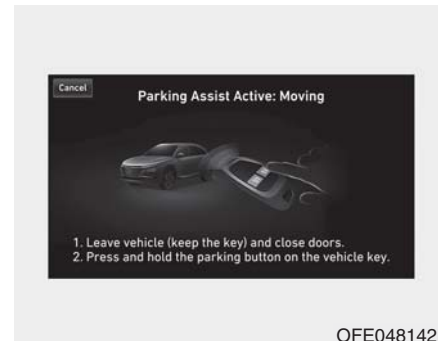 Cancel
Parking Assist Active: Moving
1. Leave vehicle (keep the key) and close doors.
2. Press and hold the parking button on the vehicle key.
OFE048142